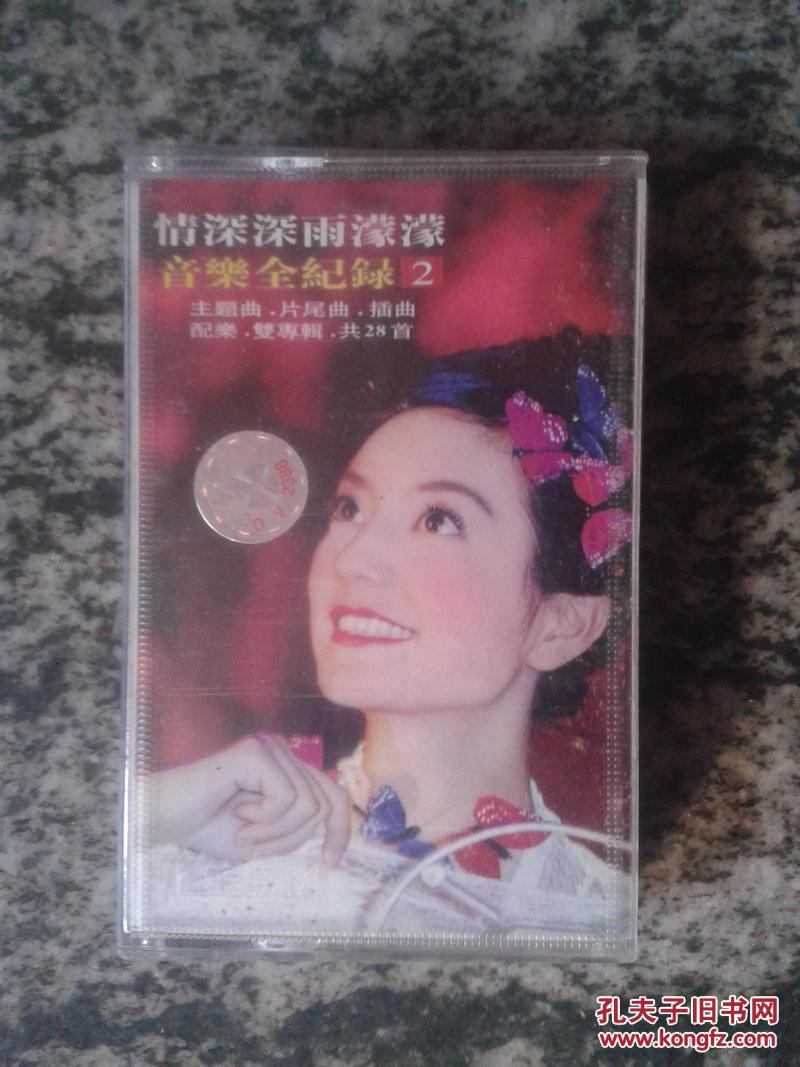 情深深雨濛濛
音樂全紀録 2
主題曲．片尾曲．插曲
配樂．雙專輯．共28首
孔夫子旧书网
www.kongfz.com